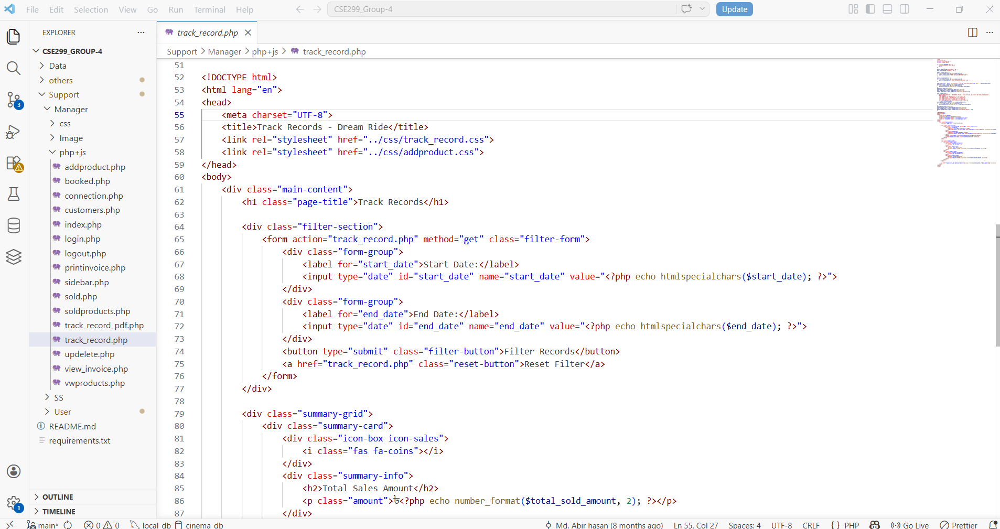 File Edit Selection View Go Run Terminal Help
CSE299_Group-4
Update
EXPLORER
track_record.php
CSE299_GROUP-4
Support > Manager > php+js > track_record.php
Data
others
Support
Manager
css
Image
php+js
addproduct.php
booked.php
connection.php
customers.php
index.php
login.php
logout.php
printinvoice.php
sidebar.php
sold.php
soldproducts.php
track_record_pdf.php
track_record.php
updelete.php
view_invoice.php
vwproducts.php
SS
User
README.md
requirements.txt
OUTLINE
TIMELINE
3
1
51
52 <!DOCTYPE html>
53 <html lang="en">
54 <head>
55 <meta charset="UTF-8">
56 <title>Track Records - Dream Ride</title>
57 <link rel="stylesheet" href="../css/track_record.css">
58 <link rel="stylesheet" href="../css/addproduct.css">
59 </head>
60 <body>
61 <div class="main-content">
62 <h1 class="page-title">Track Records</h1>
63
64 <div class="filter-section">
65 <form action="track_record.php" method="get" class="filter-form">
66 <div class="form-group">
67 <label for="start_date">Start Date:</label>
68 <input type="date" id="start_date" name="start_date" value="<?php echo htmlspecialchars($start_date); ?>">
69 </div>
70 <div class="form-group">
71 <label for="end_date">End Date:</label>
72 <input type="date" id="end_date" name="end_date" value="<?php echo htmlspecialchars($end_date); ?>">
73 </div>
74 <button type="submit" class="filter-button">Filter Records</button>
75 <a href="track_record.php" class="reset-button">Reset Filter</a>
76 </form>
77 </div>
78
79 <div class="summary-grid">
80 <div class="summary-card">
81 <div class="icon-box icon-sales">
82 <i class="fas fa-coins"></i>
83 </div>
84 <div class="summary-info">
85 <h2>Total Sales Amount</h2>
86 <p class="amount">৳<?php echo number_format($total_sold_amount, 2); ?></p>
87 </div>
main* 0 0 local db cinema db
Md. Abir hasan (8 months ago) Ln 55, Col 27 Spaces: 4 UTF-8 CRLF { } PHP Go Live Prettier